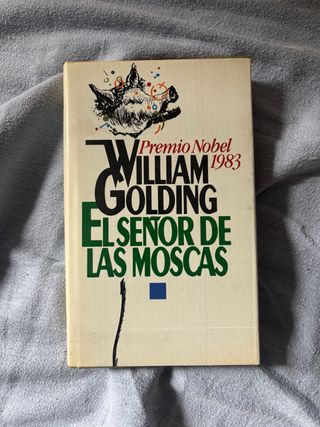 Premio Nobel
1983
WILLIAM
GOLDING
EL SEÑOR DE
LAS MOSCAS